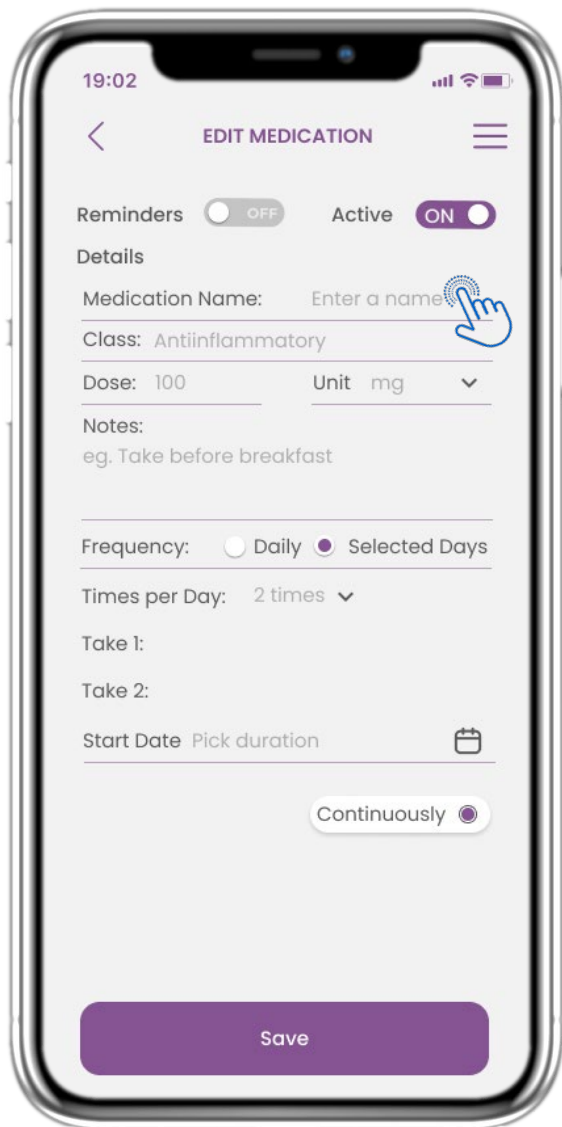 19:02
EDIT MEDICATION
Reminders OFF Active ON
Details
Medication Name: Enter a name
Class: Antiinflammatory
Dose: 100 Unit mg
Notes:
eg. Take before breakfast
Frequency: Daily Selected Days
Times per Day: 2 times
Take 1:
Take 2:
Start Date Pick duration
Continuously
Save